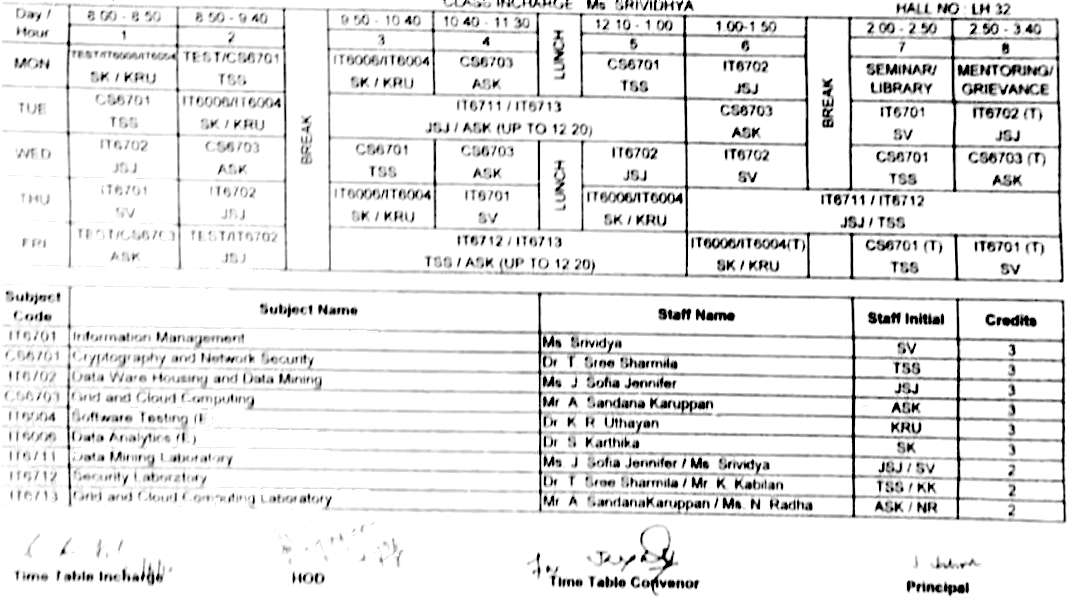 CLASS INCHARGE Ms SRIVIDHYA
HALL NO : LH 32
Day / Hour | 8 00 - 8 50 | 8 50 - 9 40 | 9 50 - 10 40 | 10 40 - 11 30 | LUNCH | 12 10 - 1 00 | 1.00-1 50 | BREAK | 2 00 - 2 50 | 2 50 - 3.40
1 | 2 | BREAK | 3 | 4 | 5 | 6 | 7 | 8
MON | TEST/IT6006/IT6004 | TEST/CS6701 | IT6006/IT6004 | CS6703 | CS6701 | IT6702 | SEMINAR/ | MENTORING/
SK / KRU | TSS | SK / KRU | ASK | TSS | JSJ | LIBRARY | GRIEVANCE
TUE | CS6701 | IT6006/IT6004 | IT6711 / IT6713 | CS6703 | IT6701 | IT6702 (T)
TSS | SK / KRU | JSJ / ASK (UP TO 12 20) | ASK | SV | JSJ
WED | IT6702 | CS6703 | CS6701 | CS6703 | LUNCH | IT6702 | IT6702 | CS6701 | CS6703 (T)
JSJ | ASK | TSS | ASK | JSJ | SV | TSS | ASK
THU | IT6701 | IT6702 | IT6006/IT6004 | IT6701 | IT6006/IT6004 | IT6711 / IT6712
SV | JSJ | SK / KRU | SV | SK / KRU | JSJ / TSS
FRI | TEST/CS6703 | TEST/IT6702 | IT6712 / IT6713 | IT6006/IT6004(T) | CS6701 (T) | IT6701 (T)
ASK | JSJ | TSS / ASK (UP TO 12 20) | SK / KRU | TSS | SV
Subject Code | Subject Name | Staff Name | Staff Initial | Credits
IT6701 | Information Management | Ms Srividya | SV | 3
CS6701 | Cryptography and Network Security | Dr T Sree Sharmila | TSS | 3
IT6702 | Data Ware Housing and Data Mining | Ms J Sofia Jennifer | JSJ | 3
CS6703 | Grid and Cloud Computing | Mr A Sandana Karuppan | ASK | 3
IT6004 | Software Testing (E | Dr K R Uthayan | KRU | 3
IT6006 | Data Analytics (E) | Dr S Karthika | SK | 3
IT6711 | Data Mining Laboratory | Ms J Sofia Jennifer / Ms Srividya | JSJ / SV | 2
IT6712 | Security Laboratory | Dr T Sree Sharmila / Mr K Kabilan | TSS / KK | 2
IT6713 | Grid and Cloud Computing Laboratory | Mr A SandanaKaruppan / Ms N Radha | ASK / NR | 2
Time Table Incharge
HOD
For
Time Table Convenor
Principal